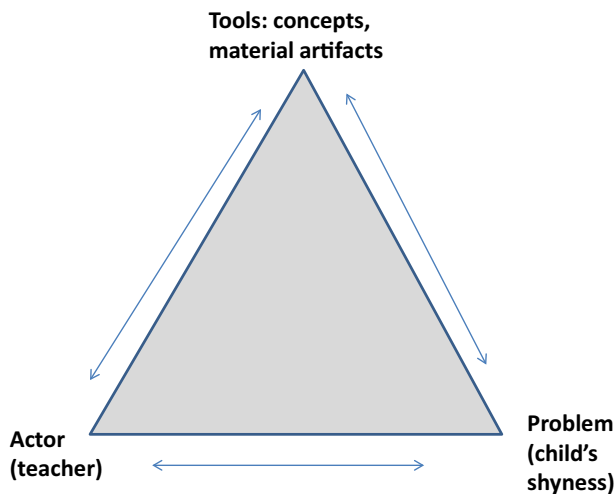 Tools: concepts,
material artifacts
Actor
(teacher)
Problem
(child's
shyness)